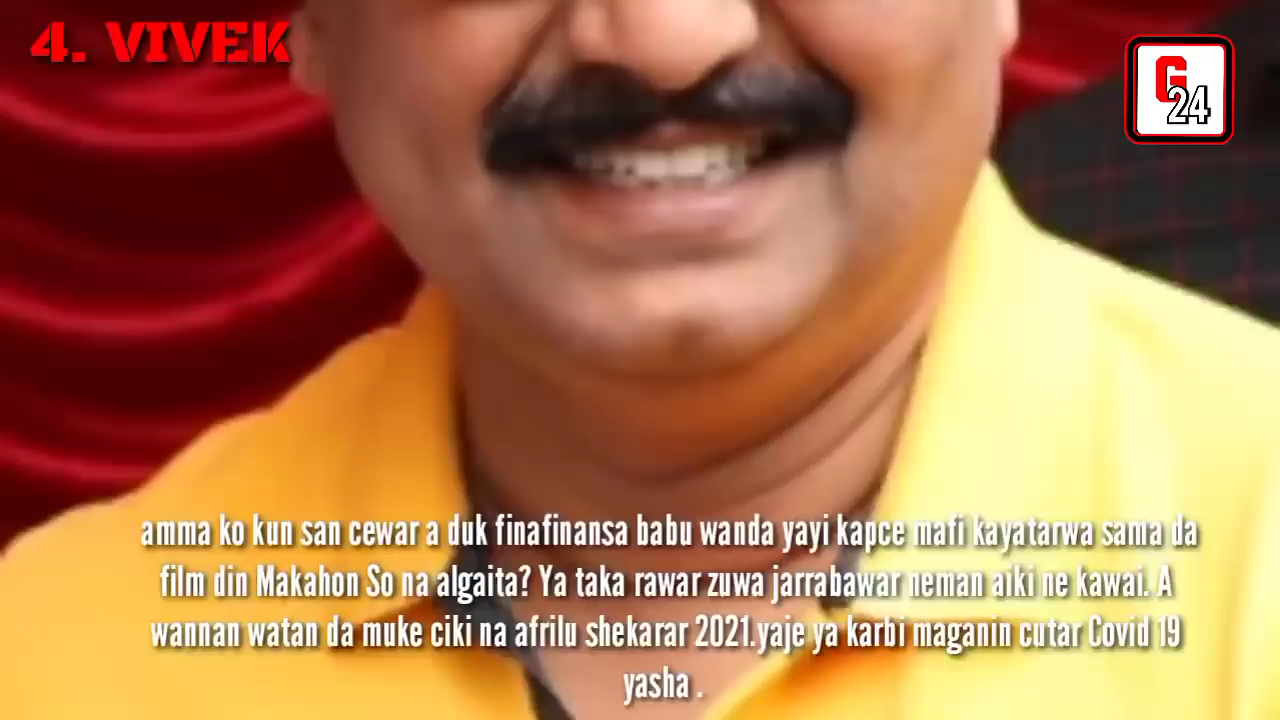 4. VIVEK
G
24
amma ko kun san cewar a duk finafinansa babu wanda yayi kapce mafi kayatarwa sama da
film din Makahon So na algaita? Ya taka rawar zuwa jarrabawar neman aiki ne kawai. A
wannan watan da muke ciki na afrilu shekarar 2021.yaje ya karbi maganin cutar Covid 19
yasha .